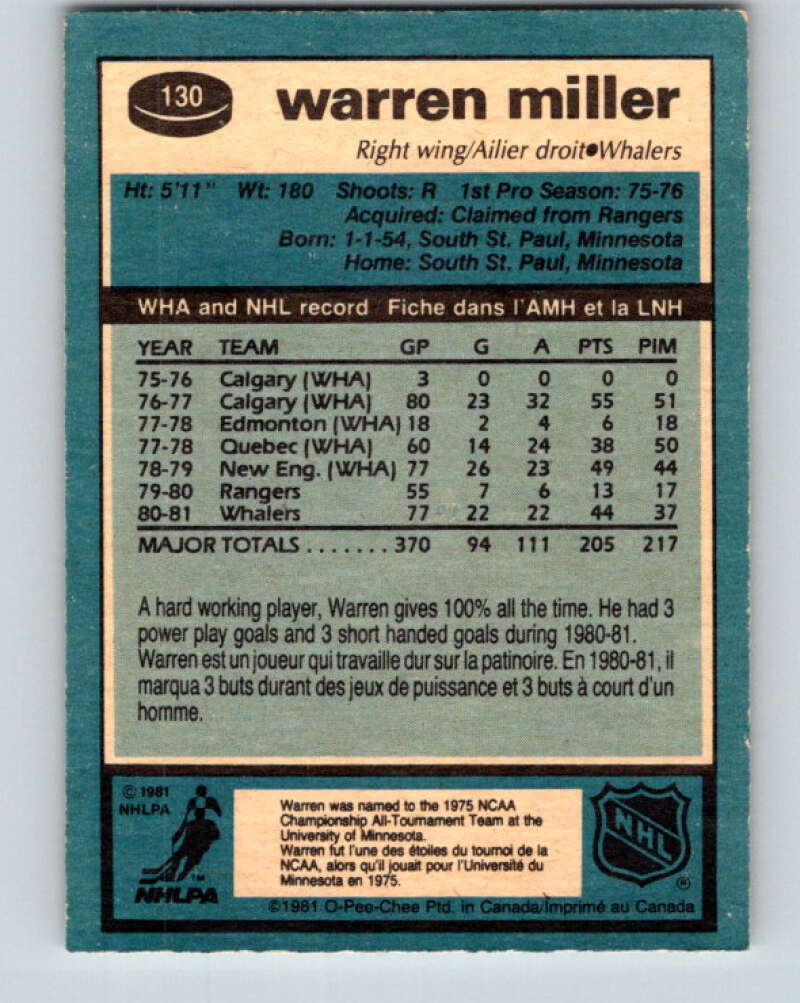 130
warren miller
Right wing/Ailier droit●Whalers
Ht: 5'11" Wt: 180 Shoots: R 1st Pro Season: 75-76
Acquired: Claimed from Rangers
Born: 1-1-54, South St. Paul, Minnesota
Home: South St. Paul, Minnesota
WHA and NHL record Fiche dans l'AMH et la LNH
YEAR TEAM GP G A PTS PIM
75-76 Calgary (WHA) 3 0 0 0 0
76-77 Calgary (WHA) 80 23 32 55 51
77-78 Edmonton (WHA) 18 2 4 6 18
77-78 Quebec (WHA) 60 14 24 38 50
78-79 New Eng. (WHA) 77 26 23 49 44
79-80 Rangers 55 7 6 13 17
80-81 Whalers 77 22 22 44 37
MAJOR TOTALS . . . . . . . 370 94 111 205 217
A hard working player, Warren gives 100% all the time. He had 3
power play goals and 3 short handed goals during 1980-81.
Warren est un joueur qui travaille dur sur la patinoire. En 1980-81, il
marqua 3 buts durant des jeux de puissance et 3 buts à court d'un
homme.
© 1981
NHLPA
NHLPA
TM
Warren was named to the 1975 NCAA
Championship All-Tournament Team at the
University of Minnesota.
Warren fut l'une des étoiles du tournoi de la
NCAA, alors qu'il jouait pour l'Université du
Minnesota en 1975.
NHL
®
©1981 O-Pee-Chee Ptd. in Canada/Imprimé au Canada